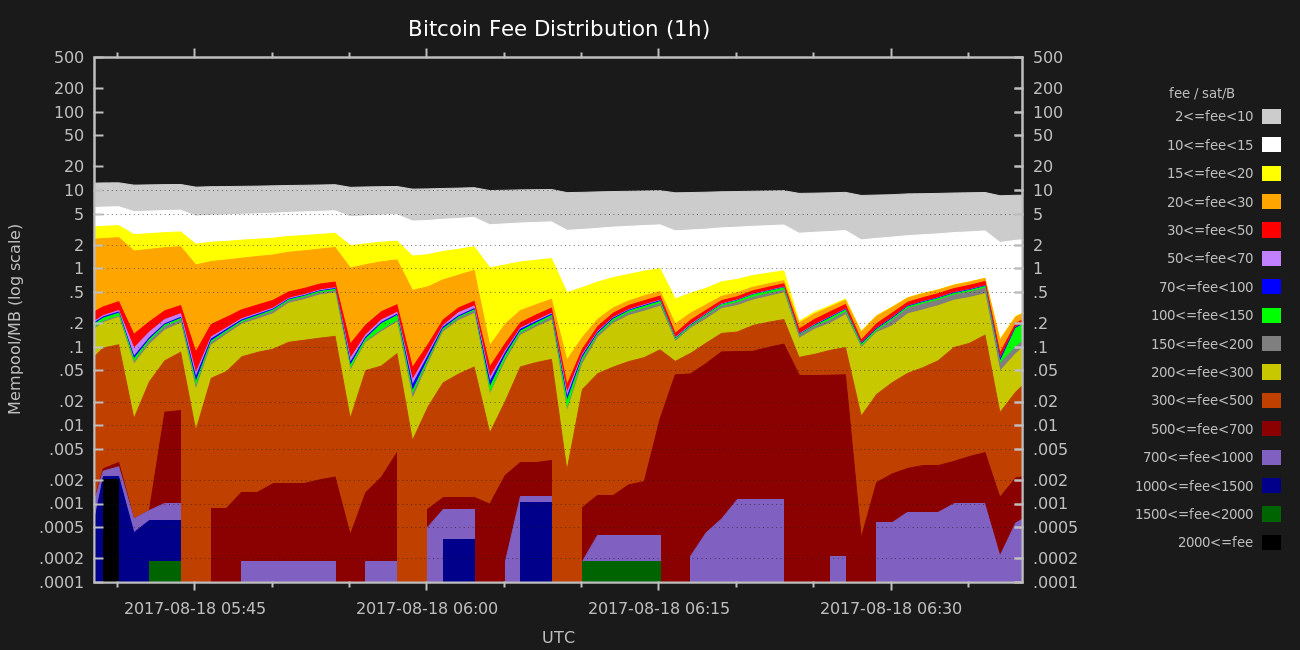 Bitcoin Fee Distribution (1h)
500 500
200 200
100 100
50 50
20 20
10 10
5 5
2 2
1 1
.5 .5
.2 .2
.1 .1
.05 .05
.02 .02
.01 .01
.005 .005
.002 .002
.001 .001
.0005 .0005
.0002 .0002
.0001 .0001
Mempool/MB (log scale)
2017-08-18 05:45 2017-08-18 06:00 2017-08-18 06:15 2017-08-18 06:30
UTC
fee / sat/B
2<=fee<10
10<=fee<15
15<=fee<20
20<=fee<30
30<=fee<50
50<=fee<70
70<=fee<100
100<=fee<150
150<=fee<200
200<=fee<300
300<=fee<500
500<=fee<700
700<=fee<1000
1000<=fee<1500
1500<=fee<2000
2000<=fee